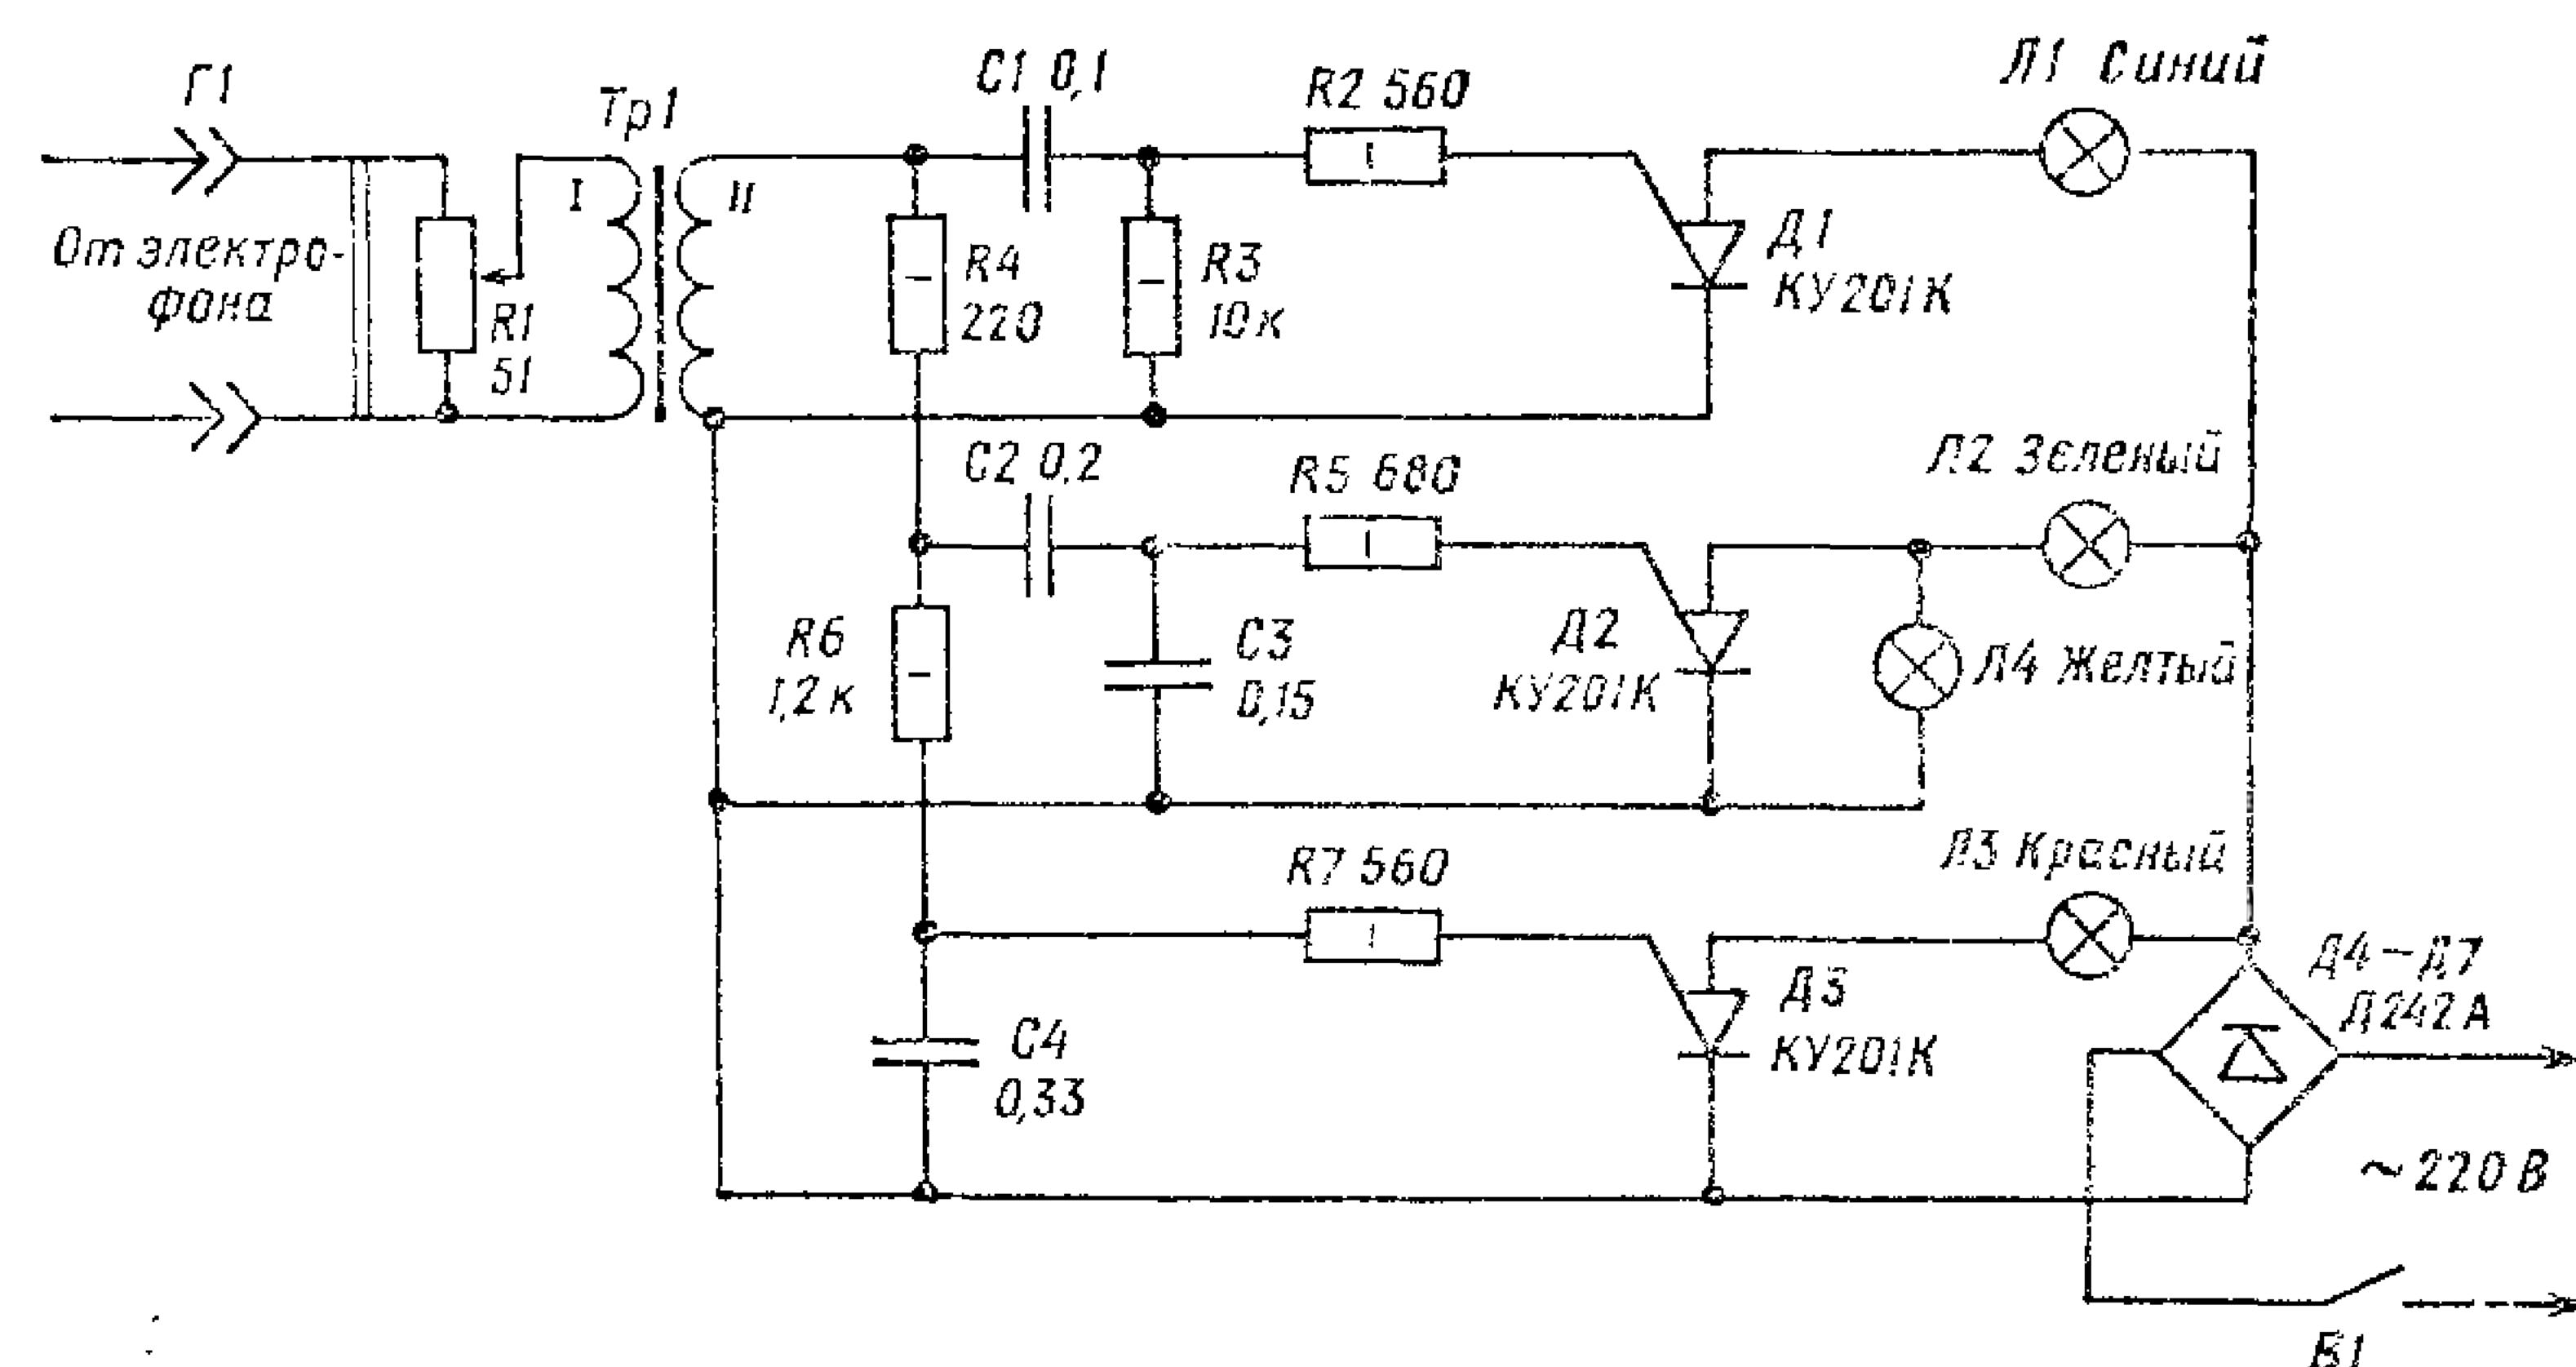 Г1
Тр1
С1 0,1
R2 560
Л1 Синий
I
II
От электро-
фона
R1
51
R4
220
R3
10к
Д1
КУ201К
С2 0,2
R5 680
Л2 Зеленый
R6
1,2к
С3
0,15
Д2
КУ201К
Л4 Желтый
R7 560
Л3 Красный
С4
0,33
Д3
КУ201К
Д4-Д7
Д242А
~220В
В1